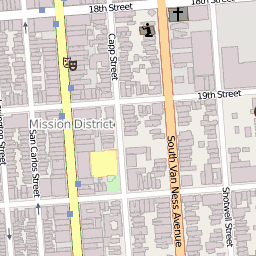 18th Street
18th Street
Capp Street
19th Street
Mission District
San Carlos Street
South Van Ness Avenue
Shotwell Street